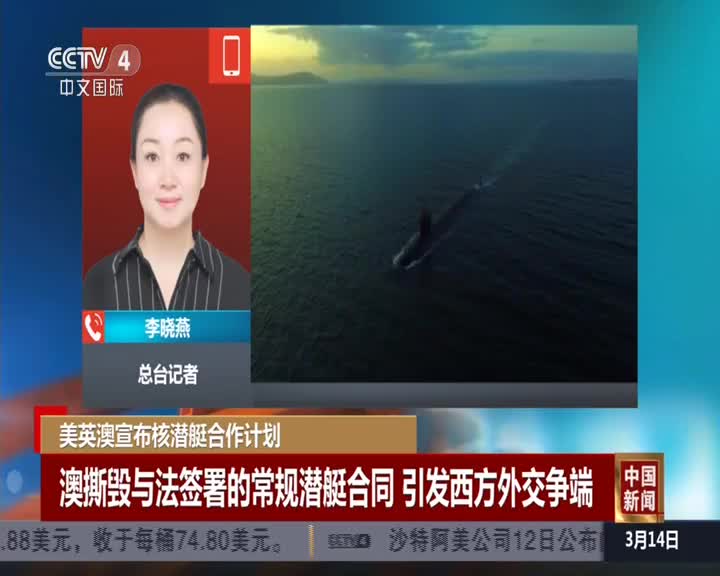 CCTV 4
中文国际
李晓燕
总台记者
美英澳宣布核潜艇合作计划
澳撕毁与法签署的常规潜艇合同 引发西方外交争端
中国
新闻
.88美元，收于每桶74.80美元。 CCTV4 沙特阿美公司12日公布
3月14日